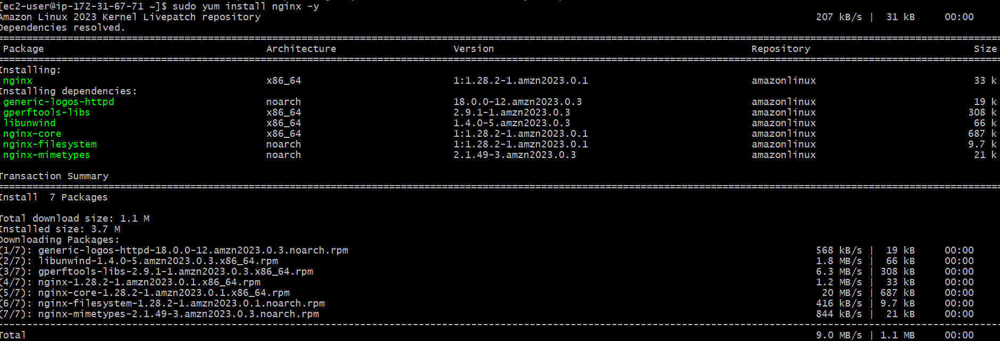 [ec2-user@ip-172-31-67-71 ~]$ sudo yum install nginx -y
Amazon Linux 2023 Kernel Livepatch repository 207 kB/s | 31 kB 00:00
Dependencies resolved.
Package Architecture Version Repository Size
Installing:
nginx x86_64 1:1.28.2-1.amzn2023.0.1 amazonlinux 33 k
Installing dependencies:
generic-logos-httpd noarch 18.0.0-12.amzn2023.0.3 amazonlinux 19 k
gperftools-libs x86_64 2.9.1-1.amzn2023.0.3 amazonlinux 308 k
libunwind x86_64 1.4.0-5.amzn2023.0.3 amazonlinux 66 k
nginx-core x86_64 1:1.28.2-1.amzn2023.0.1 amazonlinux 687 k
nginx-filesystem noarch 1:1.28.2-1.amzn2023.0.1 amazonlinux 9.7 k
nginx-mimetypes noarch 2.1.49-3.amzn2023.0.3 amazonlinux 21 k
Transaction Summary
Install 7 Packages
Total download size: 1.1 M
Installed size: 3.7 M
Downloading Packages:
(1/7): generic-logos-httpd-18.0.0-12.amzn2023.0.3.noarch.rpm 568 kB/s | 19 kB 00:00
(2/7): libunwind-1.4.0-5.amzn2023.0.3.x86_64.rpm 1.8 MB/s | 66 kB 00:00
(3/7): gperftools-libs-2.9.1-1.amzn2023.0.3.x86_64.rpm 6.3 MB/s | 308 kB 00:00
(4/7): nginx-1.28.2-1.amzn2023.0.1.x86_64.rpm 1.2 MB/s | 33 kB 00:00
(5/7): nginx-core-1.28.2-1.amzn2023.0.1.x86_64.rpm 20 MB/s | 687 kB 00:00
(6/7): nginx-filesystem-1.28.2-1.amzn2023.0.1.noarch.rpm 416 kB/s | 9.7 kB 00:00
(7/7): nginx-mimetypes-2.1.49-3.amzn2023.0.3.noarch.rpm 844 kB/s | 21 kB 00:00
Total 9.0 MB/s | 1.1 MB 00:00